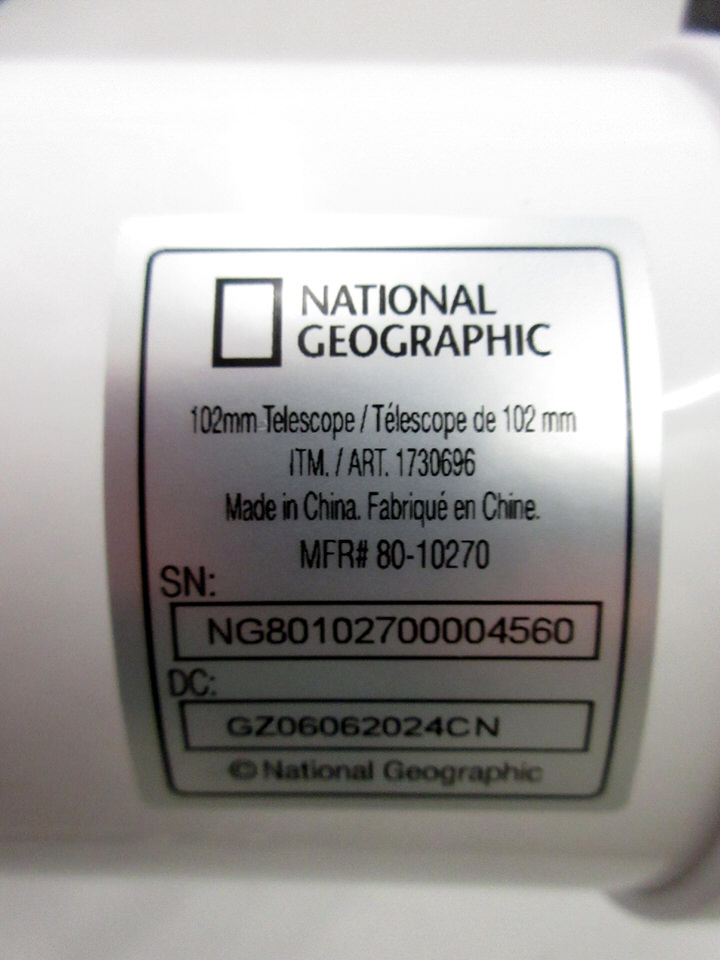 NATIONAL
GEOGRAPHIC
102mm Telescope / Télescope de 102 mm
ITM. / ART. 1730696
Made in China. Fabriqué en Chine.
MFR# 80-10270
SN:
NG80102700004560
DC:
GZ06062024CN
© National Geographic